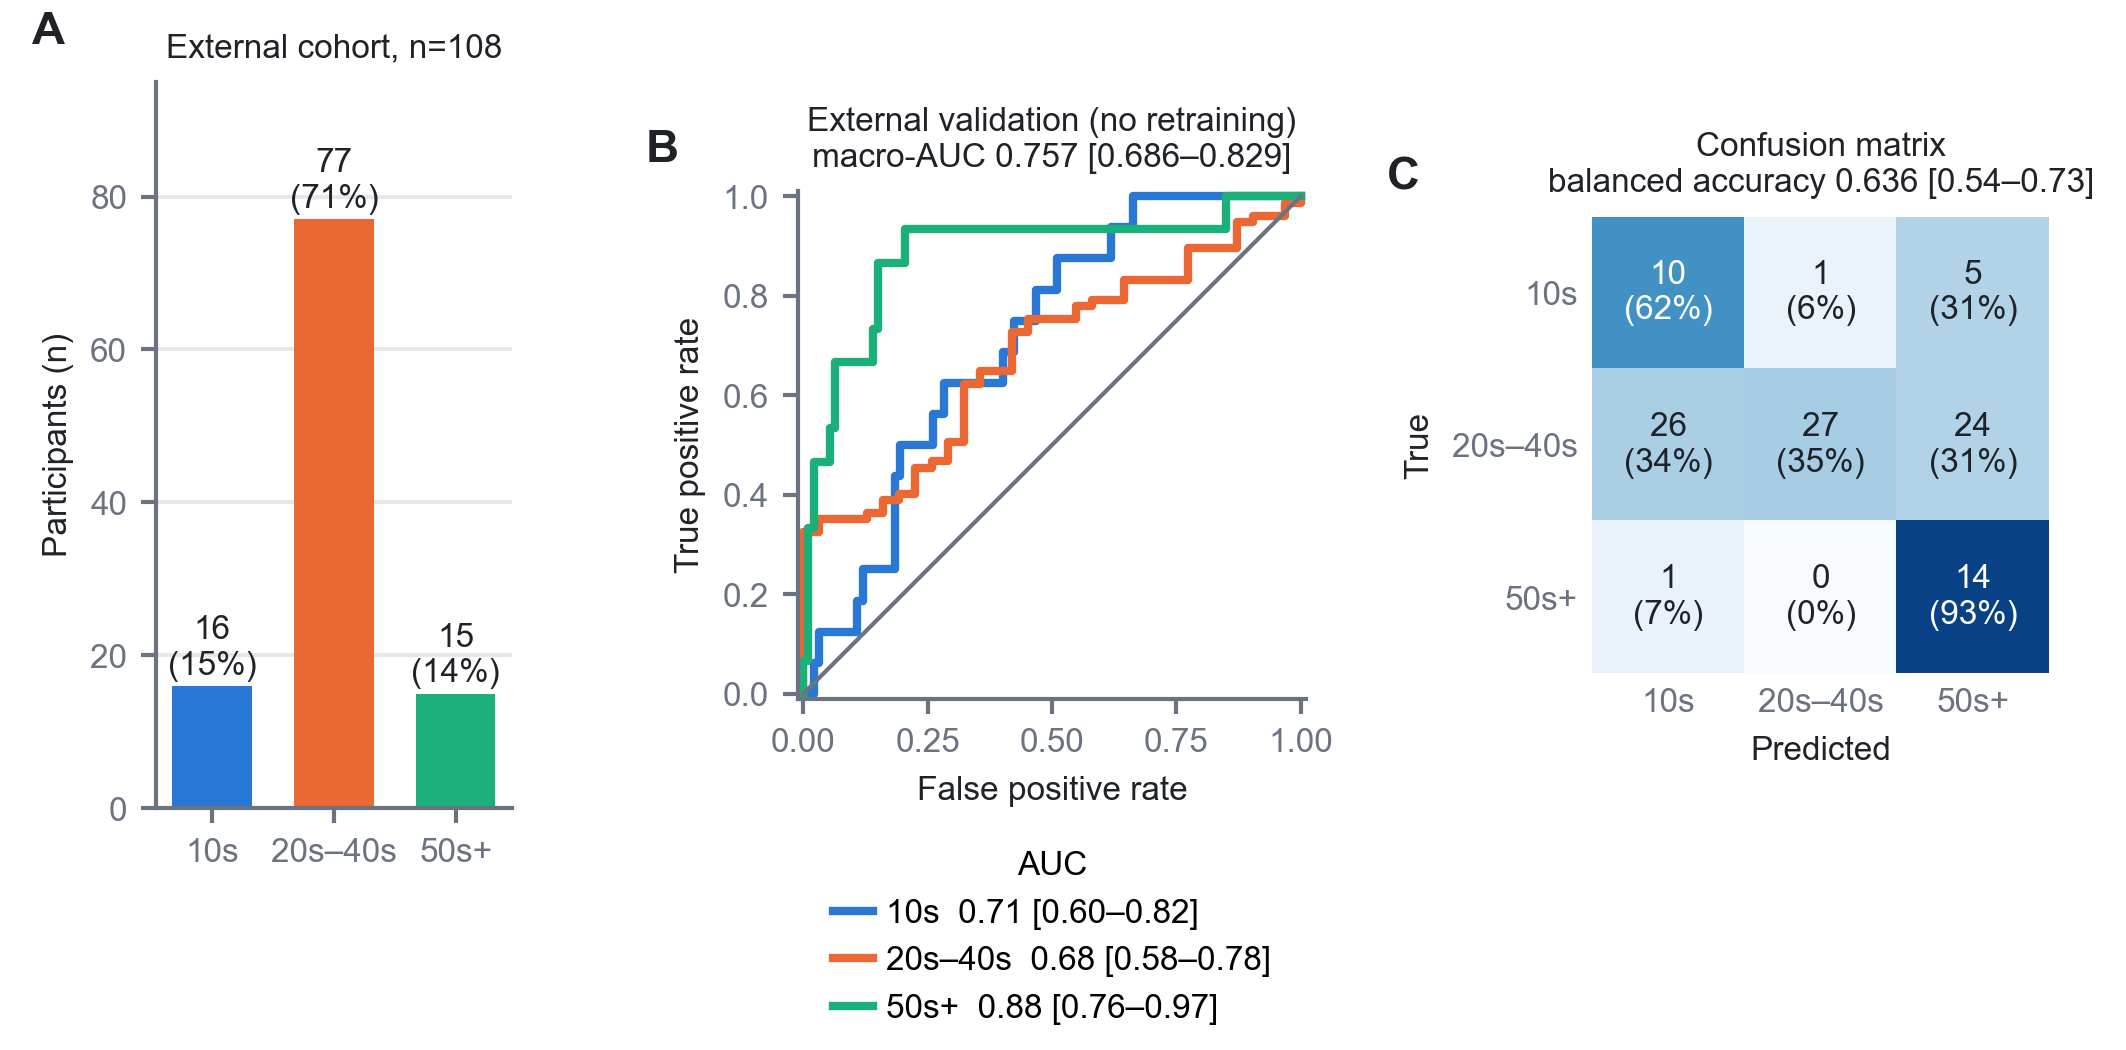 A
External cohort, n=108
Participants (n)
80
60
40
20
0
77
(71%)
16
(15%)
15
(14%)
10s
20s–40s
50s+
B
External validation (no retraining)
macro-AUC 0.757 [0.686–0.829]
True positive rate
1.0
0.8
0.6
0.4
0.2
0.0
0.00
0.25
0.50
0.75
1.00
False positive rate
AUC
10s 0.71 [0.60–0.82]
20s–40s 0.68 [0.58–0.78]
50s+ 0.88 [0.76–0.97]
C
Confusion matrix
balanced accuracy 0.636 [0.54–0.73]
True
10s
10
(62%)
1
(6%)
5
(31%)
20s–40s
26
(34%)
27
(35%)
24
(31%)
50s+
1
(7%)
0
(0%)
14
(93%)
10s
20s–40s
50s+
Predicted